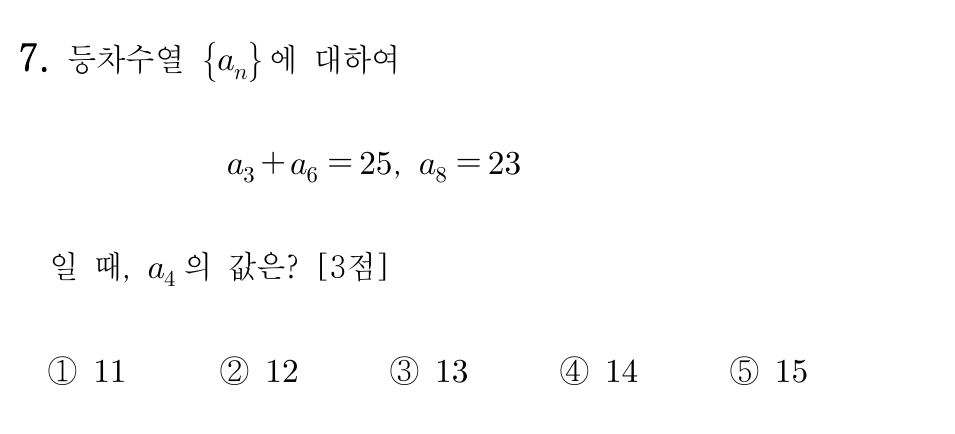 7. 등차수열 {aₙ}에 대하여
a₃+a₆=25, a₈=23
일 때, a₄의 값은? [3점]
① 11 ② 12 ③ 13 ④ 14 ⑤ 15